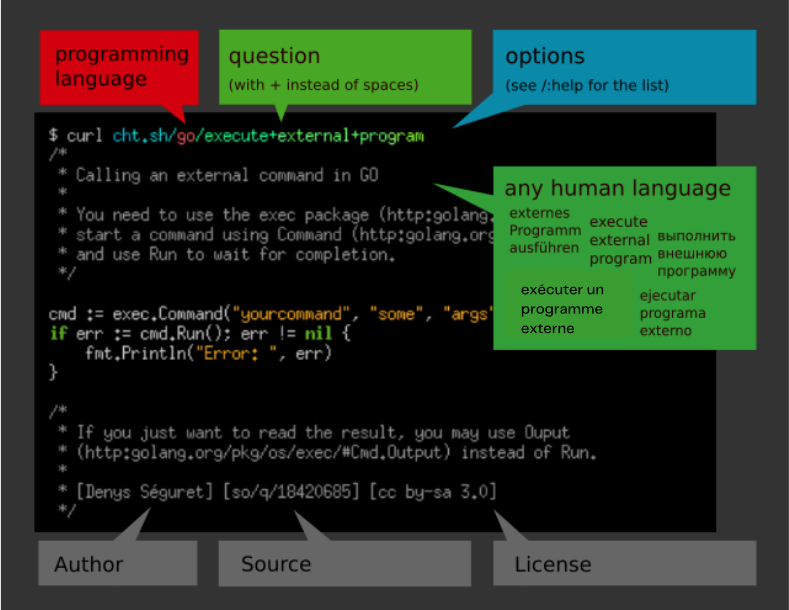 programming
language
question
(with + instead of spaces)
options
(see /:help for the list)
$ curl cht.sh/go/execute+external+program
/*
 * Calling an external command in GO
 *
 * You need to use the exec package (http:golang.
 * start a command using Command (http:golang.org
 * and use Run to wait for completion.
 */
any human language
externes
Programm
ausführen
execute
external
program
выполнить
внешнюю
программу
exécuter un
programme
externe
ejecutar
programa
externo
cmd := exec.Command("yourcommand", "some", "args"
if err := cmd.Run(); err != nil {
    fmt.Println("Error: ", err)
}
/*
 * If you just want to read the result, you may use Ouput
 * (http:golang.org/pkg/os/exec/#Cmd.Output) instead of Run.
 *
 * [Denys Séguret] [so/q/18420685] [cc by-sa 3.0]
 */
Author
Source
License